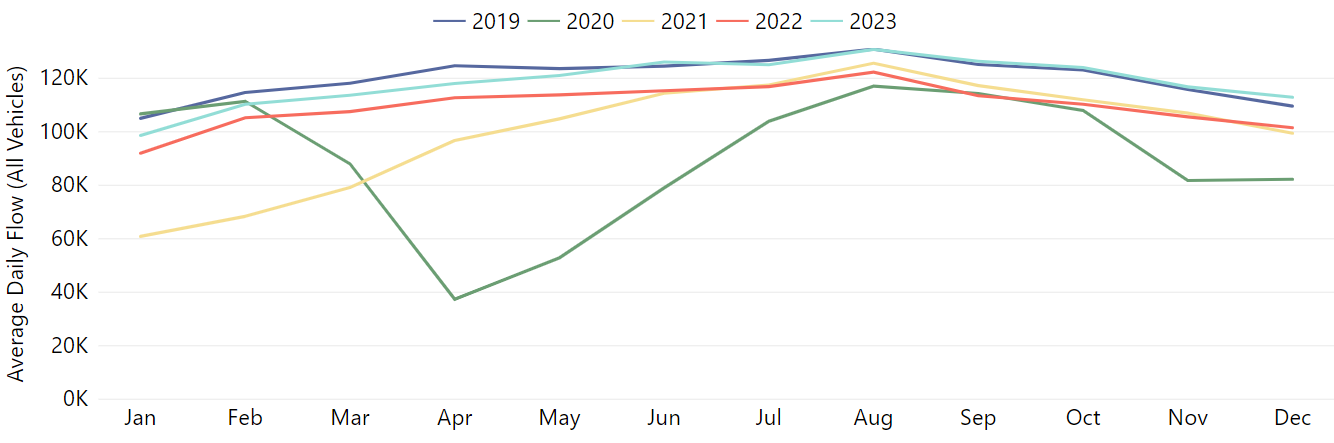 2019 2020 2021 2022 2023
Average Daily Flow (All Vehicles)
120K
100K
80K
60K
40K
20K
0K
Jan Feb Mar Apr May Jun Jul Aug Sep Oct Nov Dec